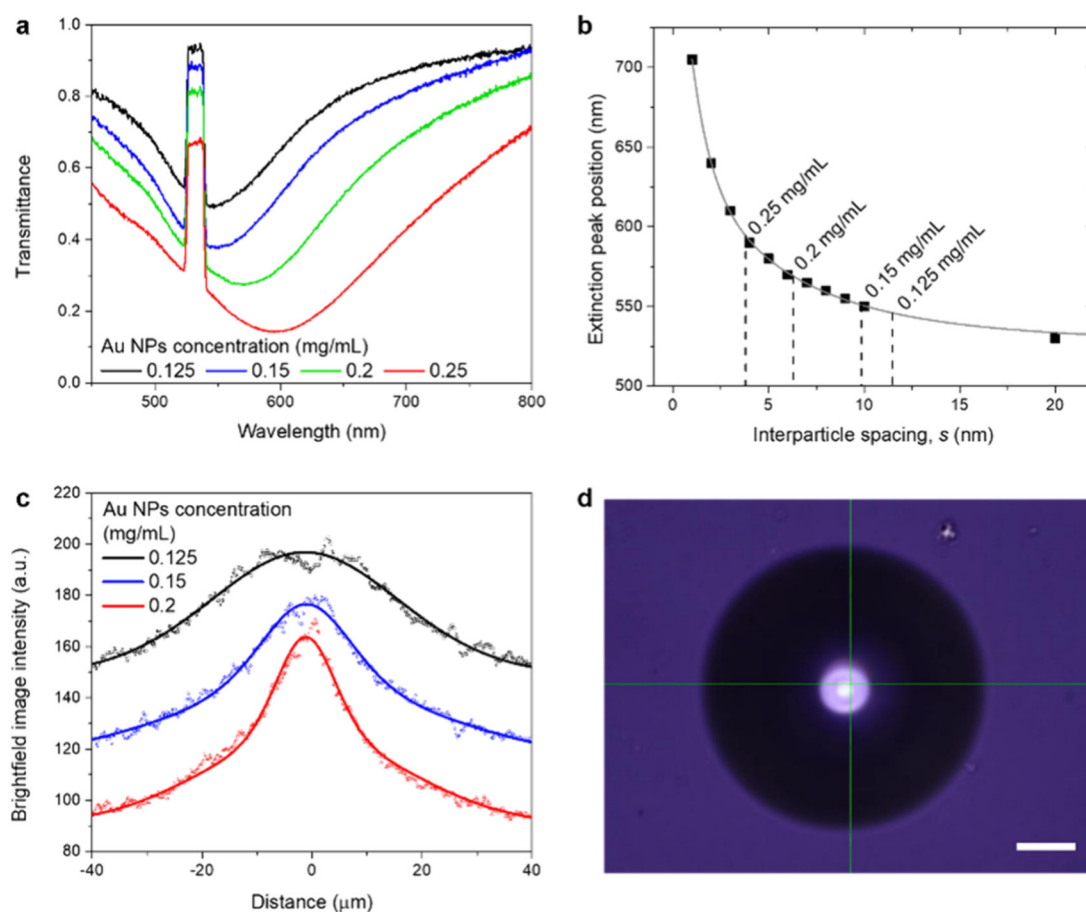 a
1.0
0.8
0.6
0.4
0.2
0.0
Transmittance
Au NPs concentration (mg/mL)
0.125 0.15 0.2 0.25
500 600 700 800
Wavelength (nm)
b
700
650
600
550
500
Extinction peak position (nm)
0.25 mg/mL
0.2 mg/mL
0.15 mg/mL
0.125 mg/mL
0 5 10 15 20
Interparticle spacing, s (nm)
c
220
200
180
160
140
120
100
80
Brightfield image intensity (a.u.)
Au NPs concentration
(mg/mL)
0.125
0.15
0.2
-40 -20 0 20 40
Distance (μm)
d